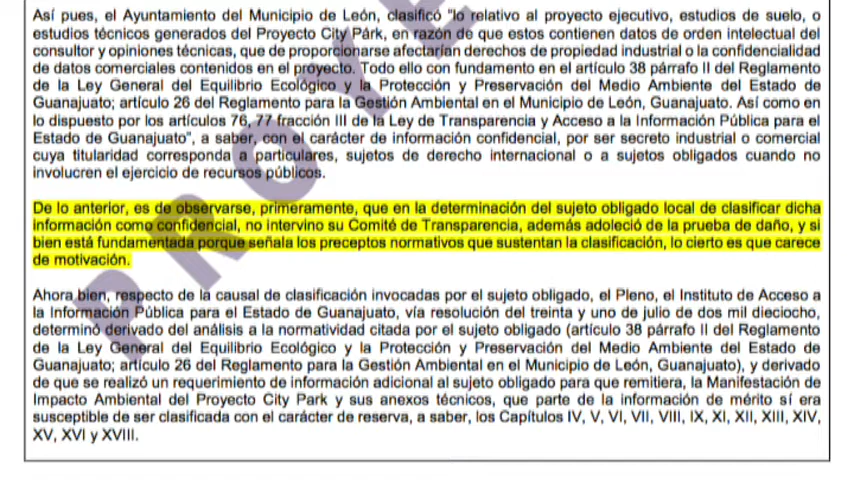 Así pues, el Ayuntamiento del Municipio de León, clasificó "lo relativo al proyecto ejecutivo, estudios de suelo, o
estudios técnicos generados del Proyecto City Párk, en razón de que estos contienen datos de orden intelectual del
consultor y opiniones técnicas, que de proporcionarse afectarían derechos de propiedad industrial o la confidencialidad
de datos comerciales contenidos en el proyecto. Todo ello con fundamento en el artículo 38 párrafo II del Reglamento
de la Ley General del Equilibrio Ecológico y la Protección y Preservación del Medio Ambiente del Estado de
Guanajuato; artículo 26 del Reglamento para la Gestión Ambiental en el Municipio de León, Guanajuato. Así como en
lo dispuesto por los artículos 76, 77 fracción III de la Ley de Transparencia y Acceso a la Información Pública para el
Estado de Guanajuato", a saber, con el carácter de información confidencial, por ser secreto industrial o comercial
cuya titularidad corresponda a particulares, sujetos de derecho internacional o a sujetos obligados cuando no
involucren el ejercicio de recursos públicos.
De lo anterior, es de observarse, primeramente, que en la determinación del sujeto obligado local de clasificar dicha
información como confidencial, no intervino su Comité de Transparencia, además adoleció de la prueba de daño, y si
bien está fundamentada porque señala los preceptos normativos que sustentan la clasificación, lo cierto es que carece
de motivación.
Ahora bien, respecto de la causal de clasificación invocadas por el sujeto obligado, el Pleno, el Instituto de Acceso a
la Información Pública para el Estado de Guanajuato, vía resolución del treinta y uno de julio de dos mil dieciocho,
determinó derivado del análisis a la normatividad citada por el sujeto obligado (artículo 38 párrafo II del Reglamento
de la Ley General del Equilibrio Ecológico y la Protección y Preservación del Medio Ambiente del Estado de
Guanajuato; artículo 26 del Reglamento para la Gestión Ambiental en el Municipio de León, Guanajuato), y derivado
de que se realizó un requerimiento de información adicional al sujeto obligado para que remitiera, la Manifestación de
Impacto Ambiental del Proyecto City Park y sus anexos técnicos, que parte de la información de mérito sí era
susceptible de ser clasificada con el carácter de reserva, a saber, los Capítulos IV, V, VI, VII, VIII, IX, XI, XII, XIII, XIV,
XV, XVI y XVIII.
PROYE